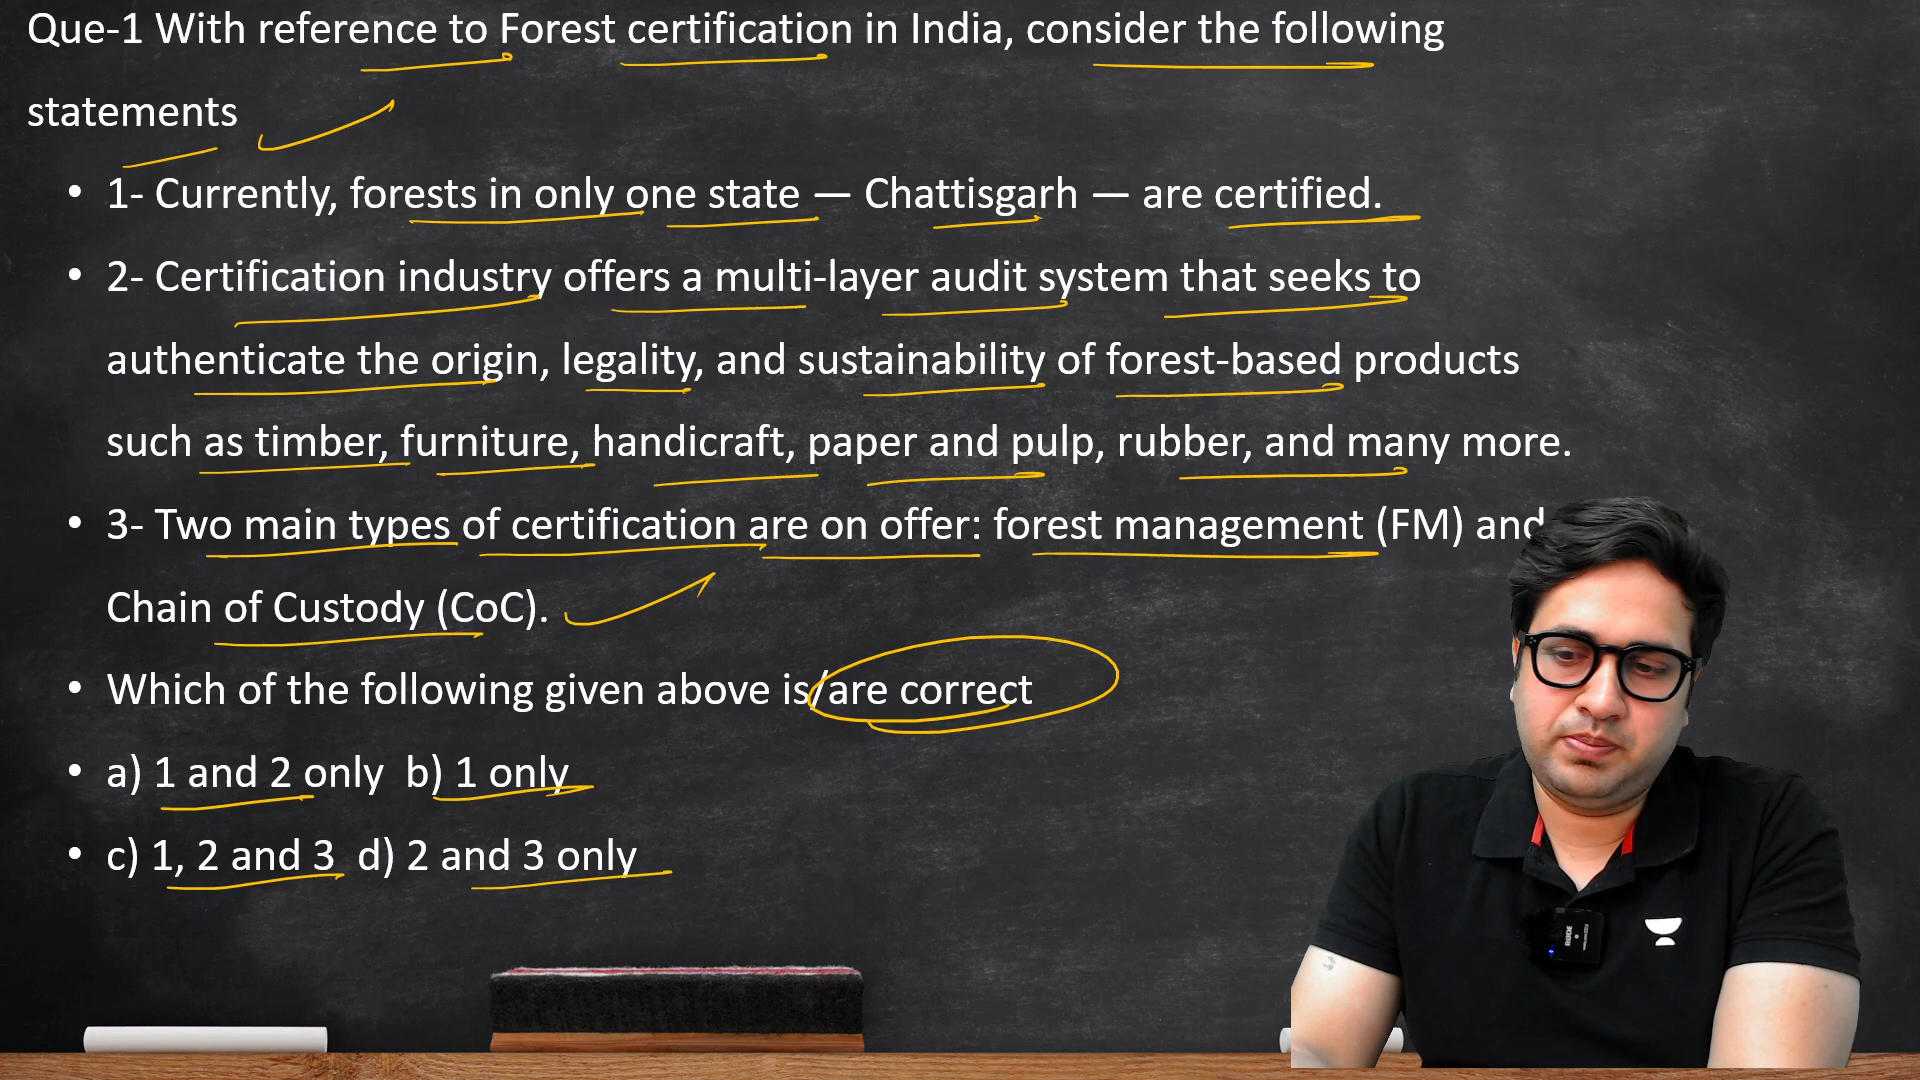 Que-1 With reference to Forest certification in India, consider the following
statements
• 1- Currently, forests in only one state — Chattisgarh — are certified.
• 2- Certification industry offers a multi-layer audit system that seeks to
authenticate the origin, legality, and sustainability of forest-based products
such as timber, furniture, handicraft, paper and pulp, rubber, and many more.
• 3- Two main types of certification are on offer: forest management (FM) and
Chain of Custody (CoC).
• Which of the following given above is/are correct
• a) 1 and 2 only b) 1 only
• c) 1, 2 and 3 d) 2 and 3 only
RODE